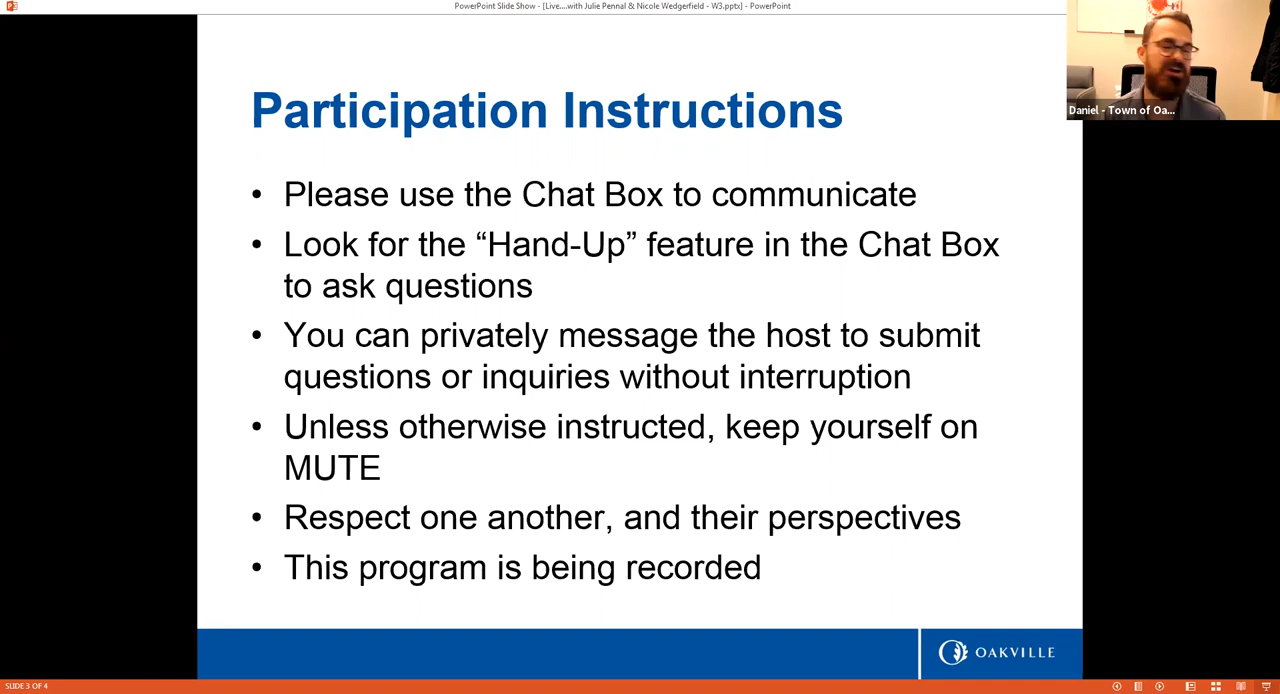 PowerPoint Slide Show - [Live....with Julie Pennal & Nicole Wedgerfield - W3.pptx] - PowerPoint
Daniel - Town of Oa...
Participation Instructions
• Please use the Chat Box to communicate
• Look for the “Hand-Up” feature in the Chat Box
to ask questions
• You can privately message the host to submit
questions or inquiries without interruption
• Unless otherwise instructed, keep yourself on
MUTE
• Respect one another, and their perspectives
• This program is being recorded
OAKVILLE
SLIDE 3 OF 4